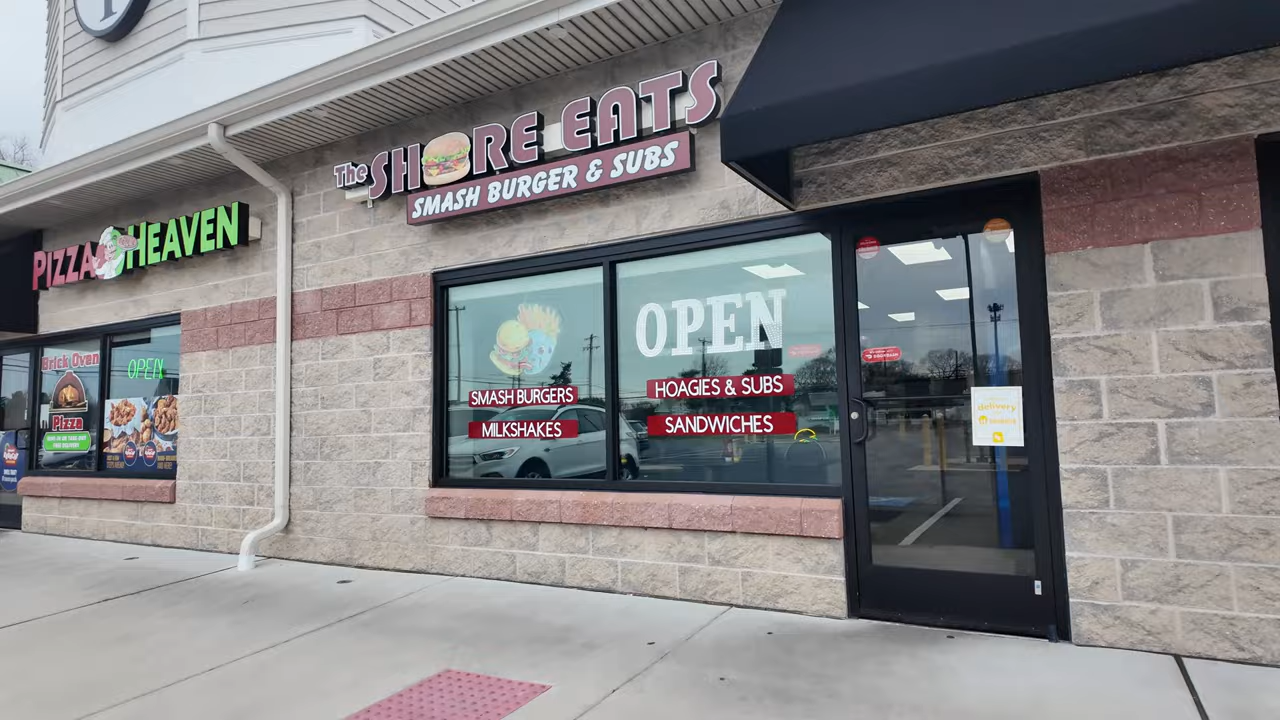 The SHORE EATS
SMASH BURGER & SUBS
PIZZA HEAVEN
Brick Oven
Pizza
OPEN
OPEN
SMASH BURGERS
MILKSHAKES
HOAGIES & SUBS
SANDWICHES
delivery